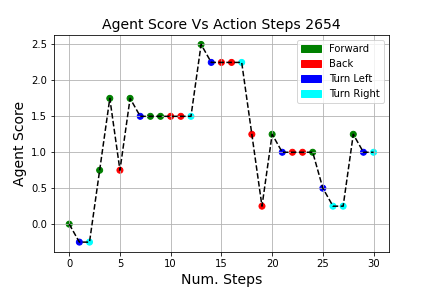 Agent Score Vs Action Steps 2654
Agent Score
2.5
2.0
1.5
1.0
0.5
0.0
Forward
Back
Turn Left
Turn Right
0 5 10 15 20 25 30
Num. Steps